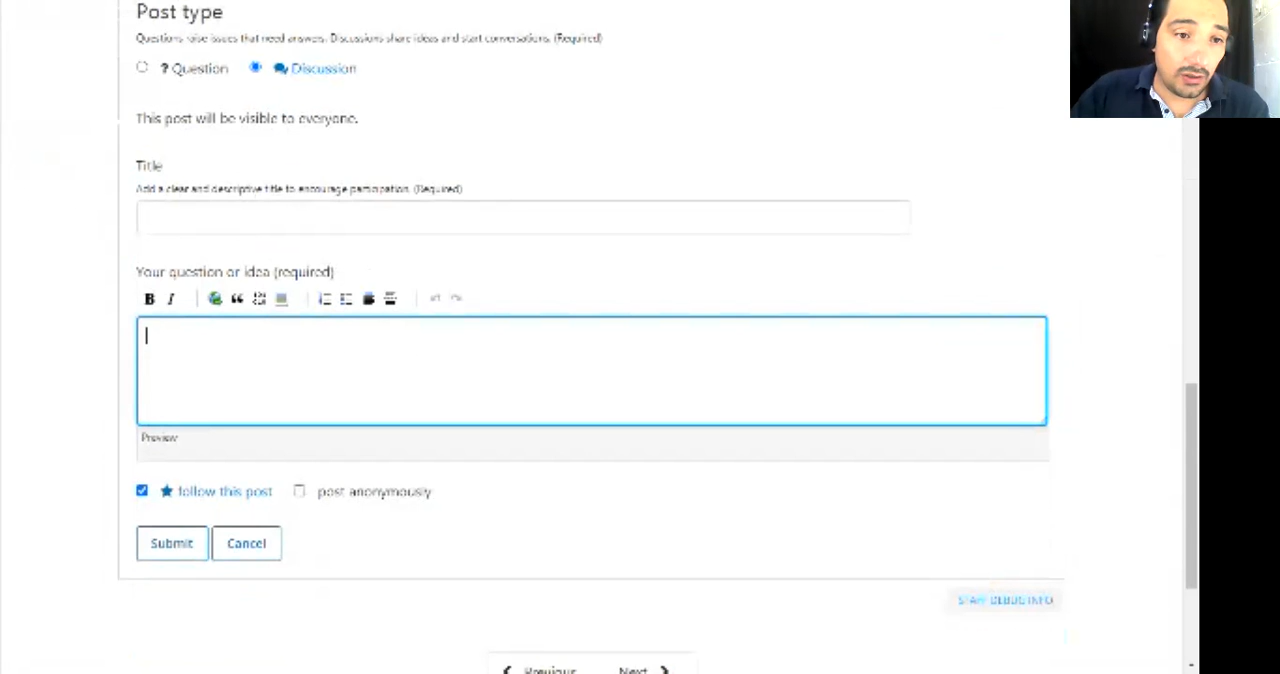 Post type
Questions raise issues that need answers. Discussions share ideas and start conversations. (Required)
? Question Discussion
This post will be visible to everyone.
Title
Add a clear and descriptive title to encourage participation. (Required)
Your question or idea (required)
B I
Preview
follow this post post anonymously
Submit Cancel
STAFF DEBUG INFO
Previous Next